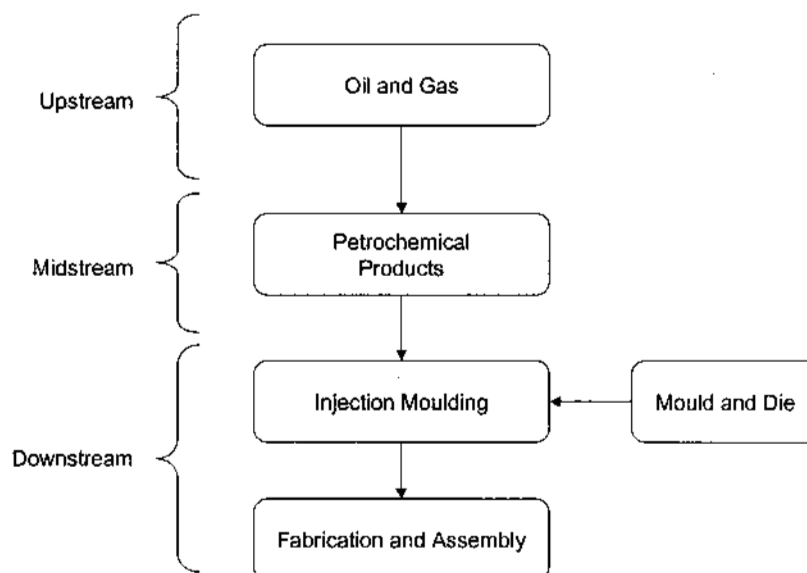 Oil and Gas
Upstream
Petrochemical
Products
Midstream
Injection Moulding
Mould and Die
Downstream
Fabrication and Assembly